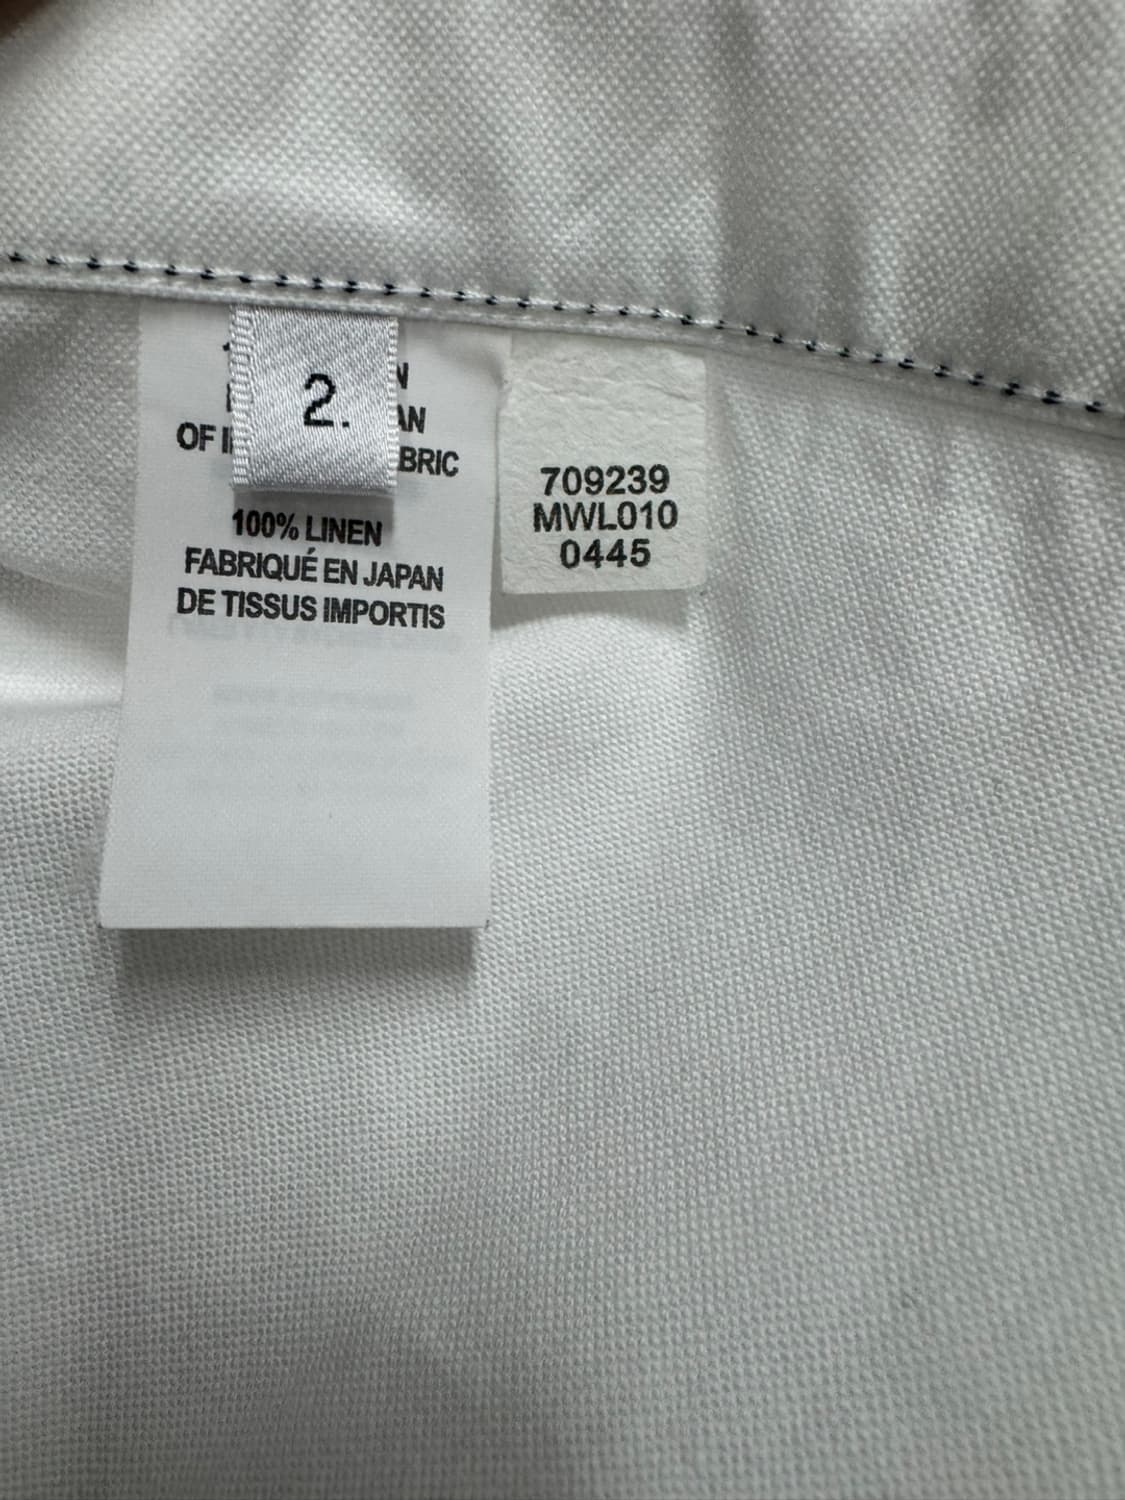 2.
N
AN
OF I
BRIC
100% LINEN
FABRIQUÉ EN JAPAN
DE TISSUS IMPORTIS
709239
MWL010
0445